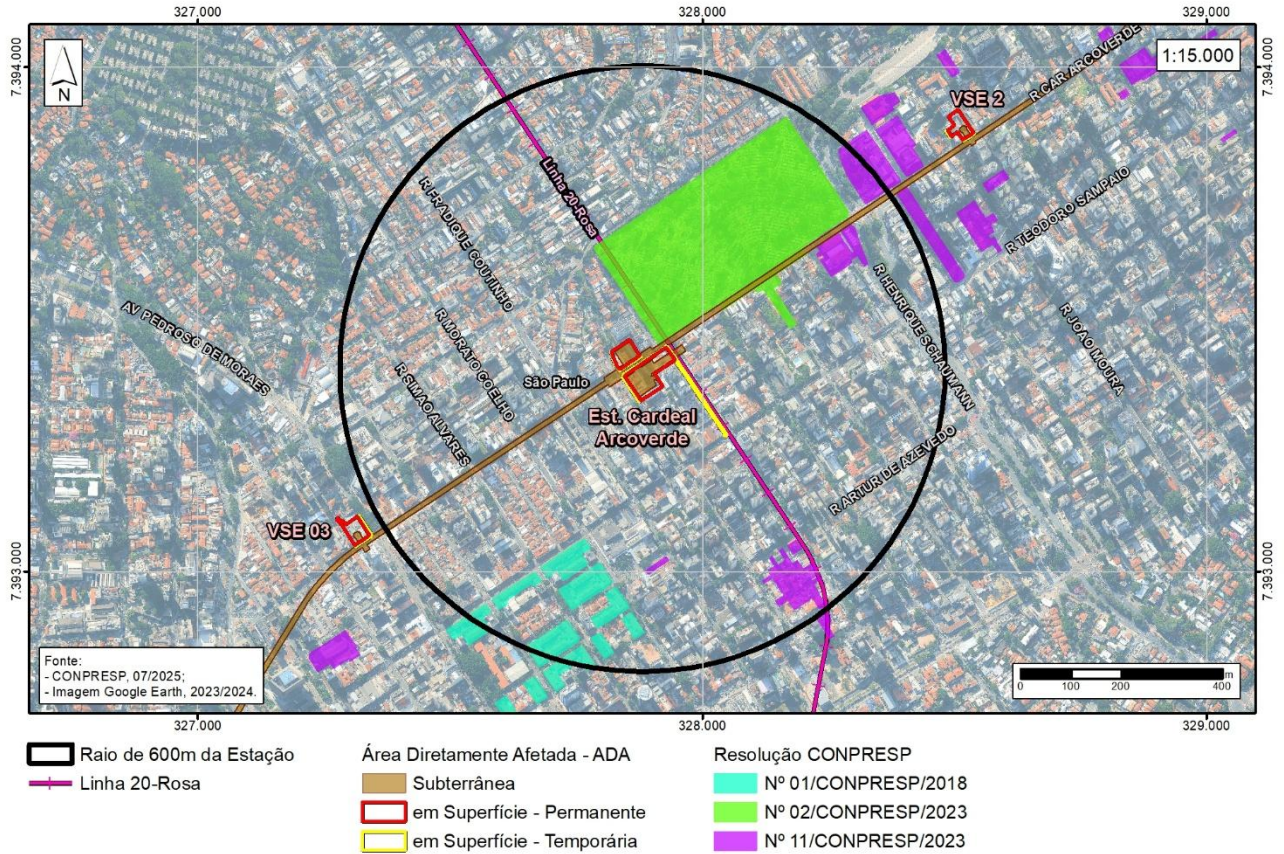 327,000
328,000
329,000
7.394,000
7.394,000
1:15.000
N
R CAR ARCOVERDE
VSE 2
Linha 20-Rosa
R FRADIQUE COUTINHO
R TEODORO SAMPAIO
AV PEDROSO DE MORAES
R MORATO COELHO
R HENRIQUE SCHAUMANN
R JOAO MOURA
R SIMAO ALVARES
São Paulo
Est. Cardeal
Arcoverde
R ARTUR DE AZEVEDO
VSE 03
7.393,000
7.393,000
Fonte:
- CONPRESP, 07/2025;
- Imagem Google Earth, 2023/2024.
0 100 200 400 m
327,000
328,000
329,000
Raio de 600m da Estação
Linha 20-Rosa
Área Diretamente Afetada - ADA
Subterrânea
em Superfície - Permanente
em Superfície - Temporária
Resolução CONPRESP
Nº 01/CONPRESP/2018
Nº 02/CONPRESP/2023
Nº 11/CONPRESP/2023